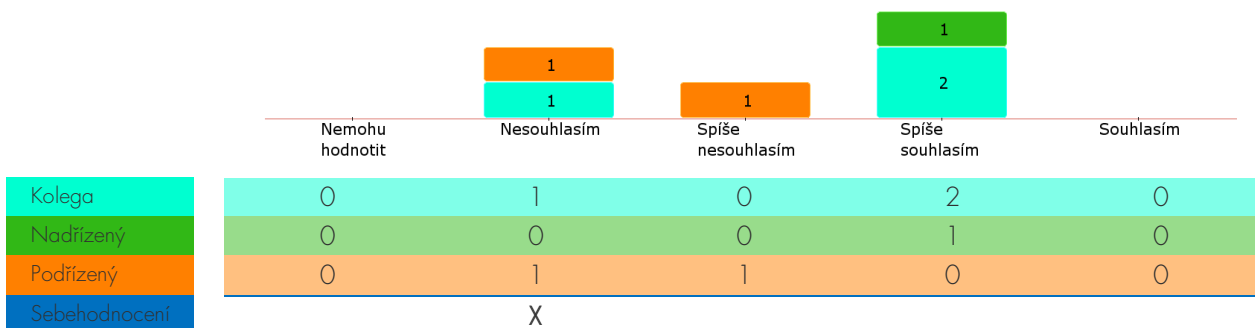 1
1
1
1
1
2
Nemohu hodnotit
Nesouhlasím
Spíše nesouhlasím
Spíše souhlasím
Souhlasím
Kolega 0 1 0 2 0
Nadřízený 0 0 0 1 0
Podřízený 0 1 1 0 0
Sebehodnocení X